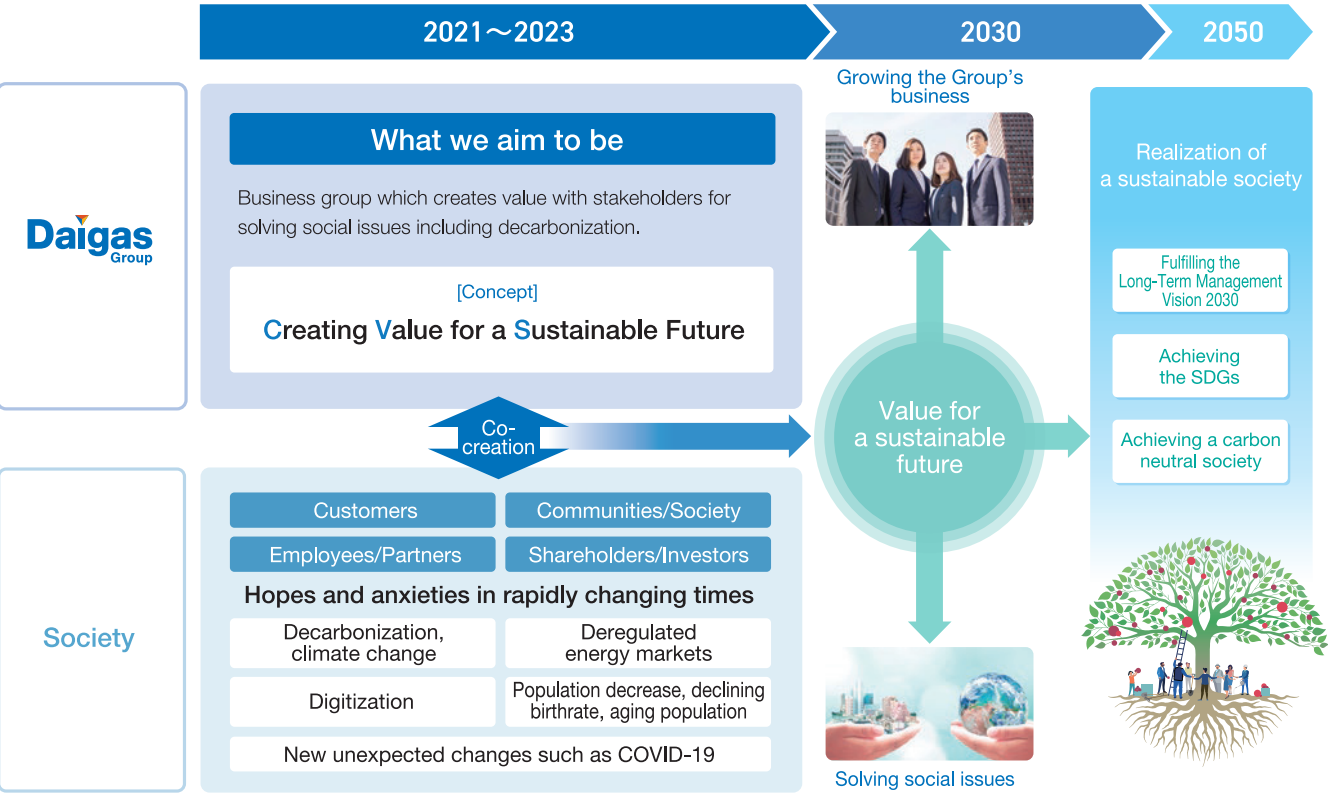 2021～2023
2030
2050
Daigas
Group
What we aim to be
Business group which creates value with stakeholders for
solving social issues including decarbonization.
[Concept]
Creating Value for a Sustainable Future
Co-
creation
Society
Customers
Communities/Society
Employees/Partners
Shareholders/Investors
Hopes and anxieties in rapidly changing times
Decarbonization,
climate change
Deregulated
energy markets
Digitization
Population decrease, declining
birthrate, aging population
New unexpected changes such as COVID-19
Growing the Group's
business
Value for
a sustainable
future
Solving social issues
Realization of
a sustainable society
Fulfilling the
Long-Term Management
Vision 2030
Achieving
the SDGs
Achieving a carbon
neutral society